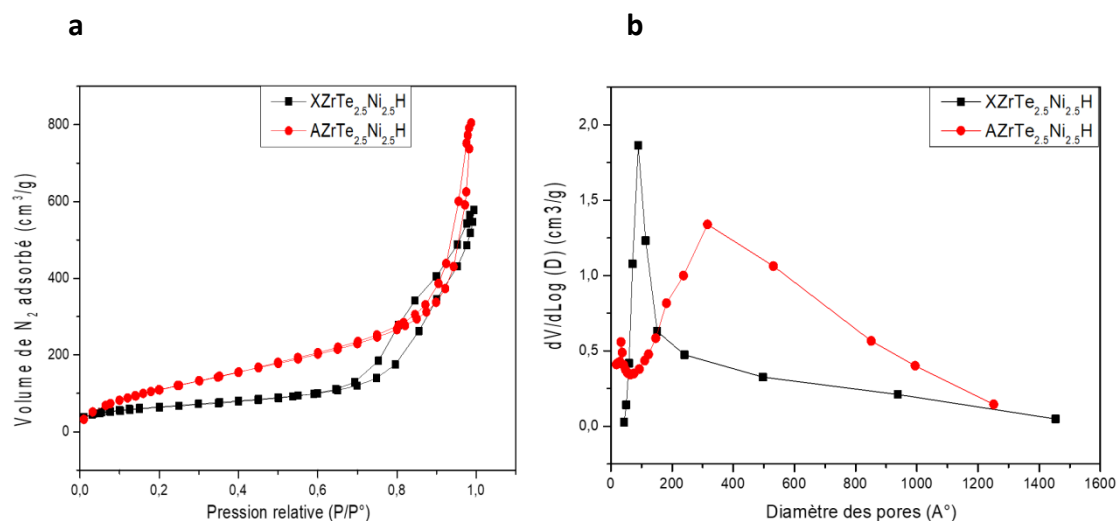 a
b
XZrTe2.5Ni2.5H
AZrTe2.5Ni2.5H
800
600
400
200
0
Volume de N2 adsorbé (cm3/g)
0,0 0,2 0,4 0,6 0,8 1,0
Pression relative (P/P°)
XZrTe2.5Ni2.5H
AZrTe2.5Ni2.5H
2,0
1,5
1,0
0,5
0,0
dV/dLog (D) (cm3/g)
0 200 400 600 800 1000 1200 1400 1600
Diamètre des pores (A°)